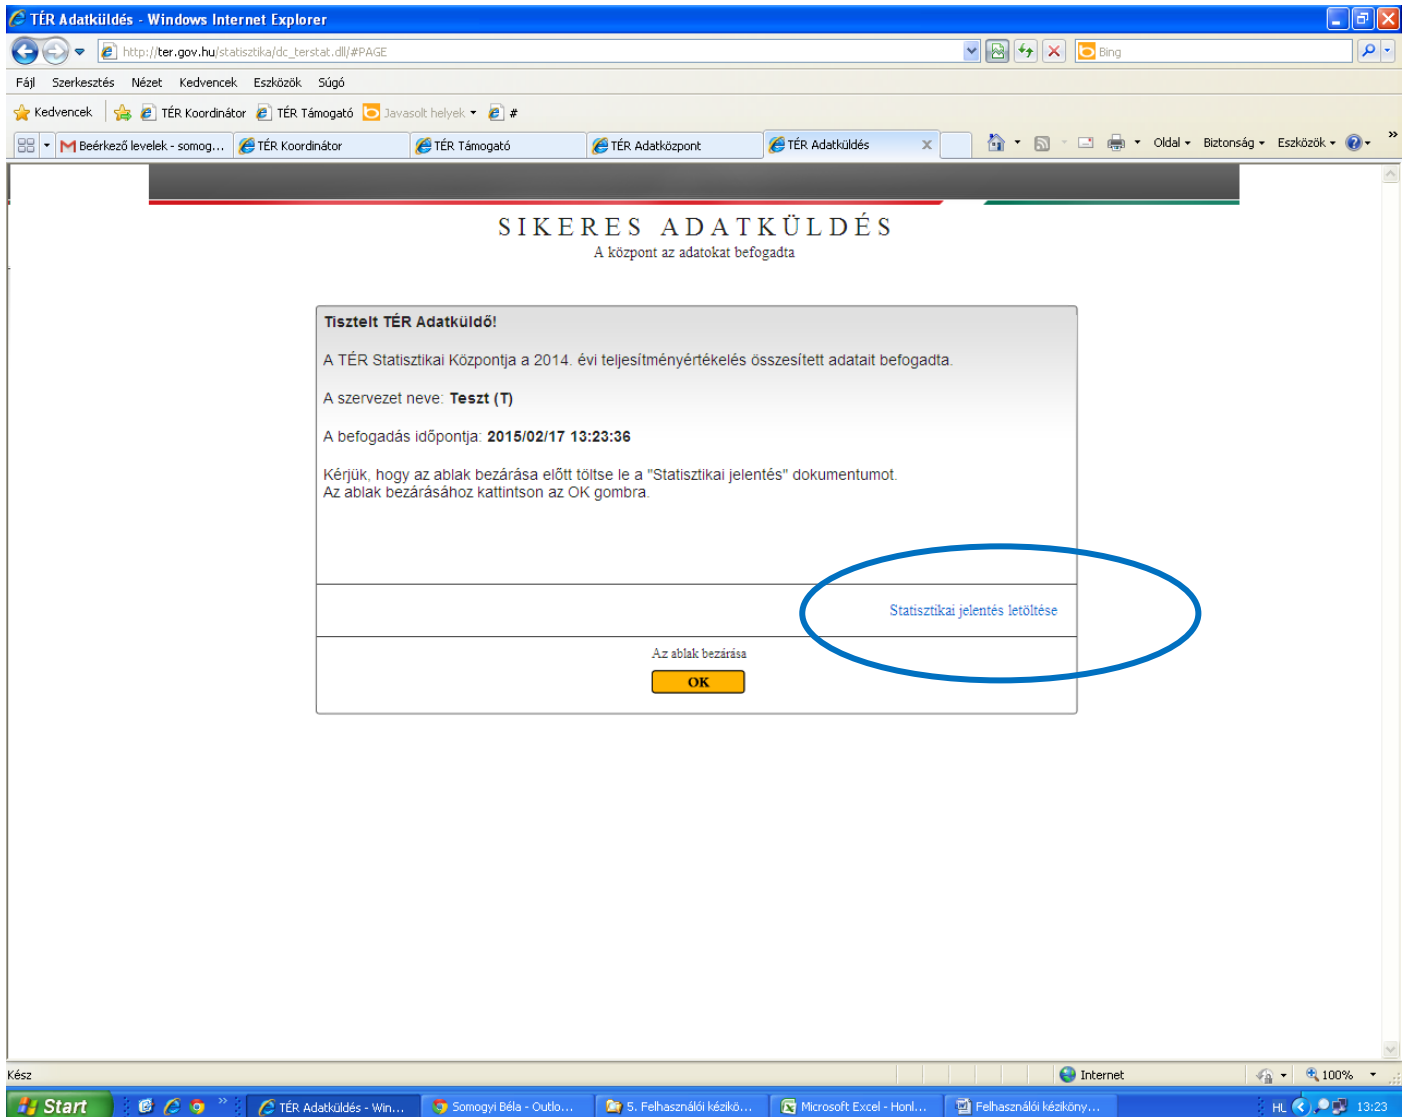 TÉR Adatküldés - Windows Internet Explorer
http://ter.gov.hu/statisztika/dc_terstat.dll/#PAGE
Bing
Fájl Szerkesztés Nézet Kedvencek Eszközök Súgó
Kedvencek TÉR Koordinátor TÉR Támogató Javasolt helyek #
Beérkező levelek - somog... TÉR Koordinátor TÉR Támogató TÉR Adatközpont TÉR Adatküldés Oldal Biztonság Eszközök
SIKERES ADATKÜLDÉS
A központ az adatokat befogadta
Tisztelt TÉR Adatküldő!
A TÉR Statisztikai Központja a 2014. évi teljesítményértékelés összesített adatait befogadta.
A szervezet neve: Teszt (T)
A befogadás időpontja: 2015/02/17 13:23:36
Kérjük, hogy az ablak bezárása előtt töltse le a "Statisztikai jelentés" dokumentumot.
Az ablak bezárásához kattintson az OK gombra.
Statisztikai jelentés letöltése
Az ablak bezárása
OK
Kész Internet 100%
Start TÉR Adatküldés - Win... Somogyi Béla - Outlo... 5. Felhasználói kézikö... Microsoft Excel - Honl... Felhasználói kézikönyv... HU 13:23